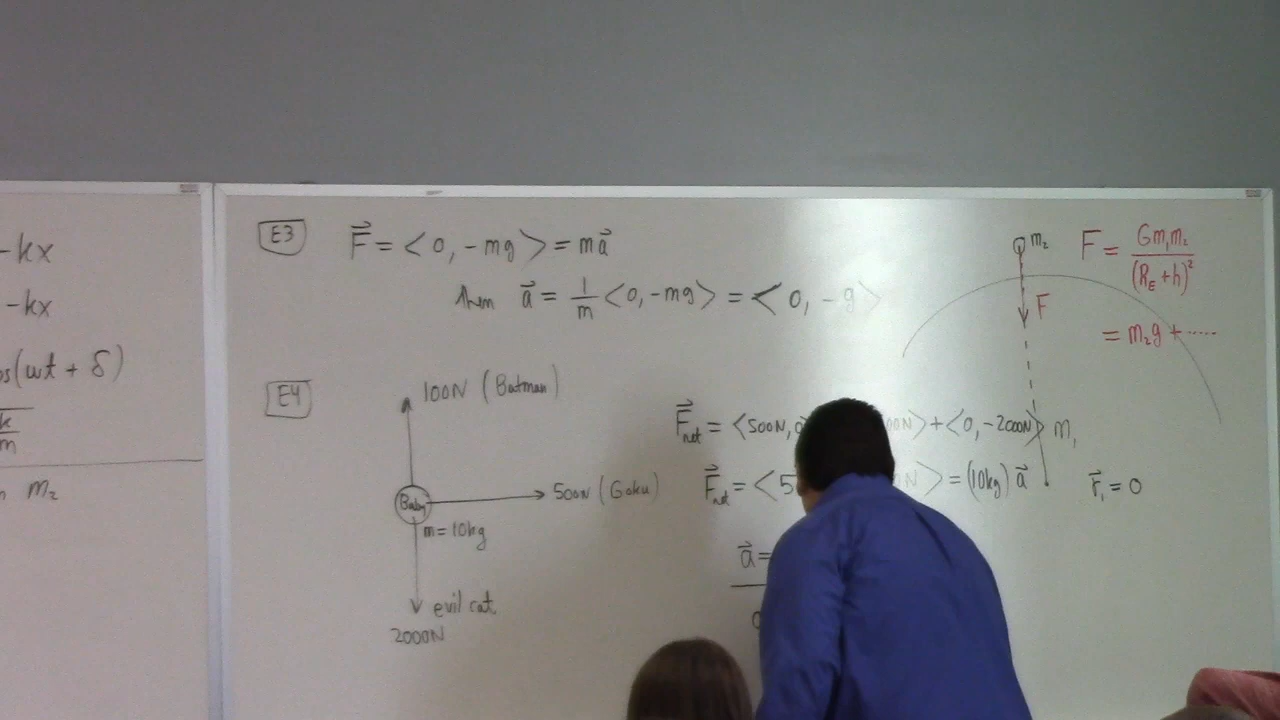 -kx
-kx
os(ωt + δ)
k
m
m₂
E3
F⃗ = <0, -mg> = ma⃗
then a⃗ = 1/m <0, -mg> = <0, -g>
m₂
F
F = Gm₁m₂/(R_E + h)²
= m₂g + ......
E4
100N (Batman)
Baby
500N (Goku)
m = 10kg
evil cat
2000N
F⃗net = <500N, 0 N> + <0, -2000N>
F⃗net = <5 N> = (10kg) a⃗
a⃗ =
m₁
r⃗₁ = 0